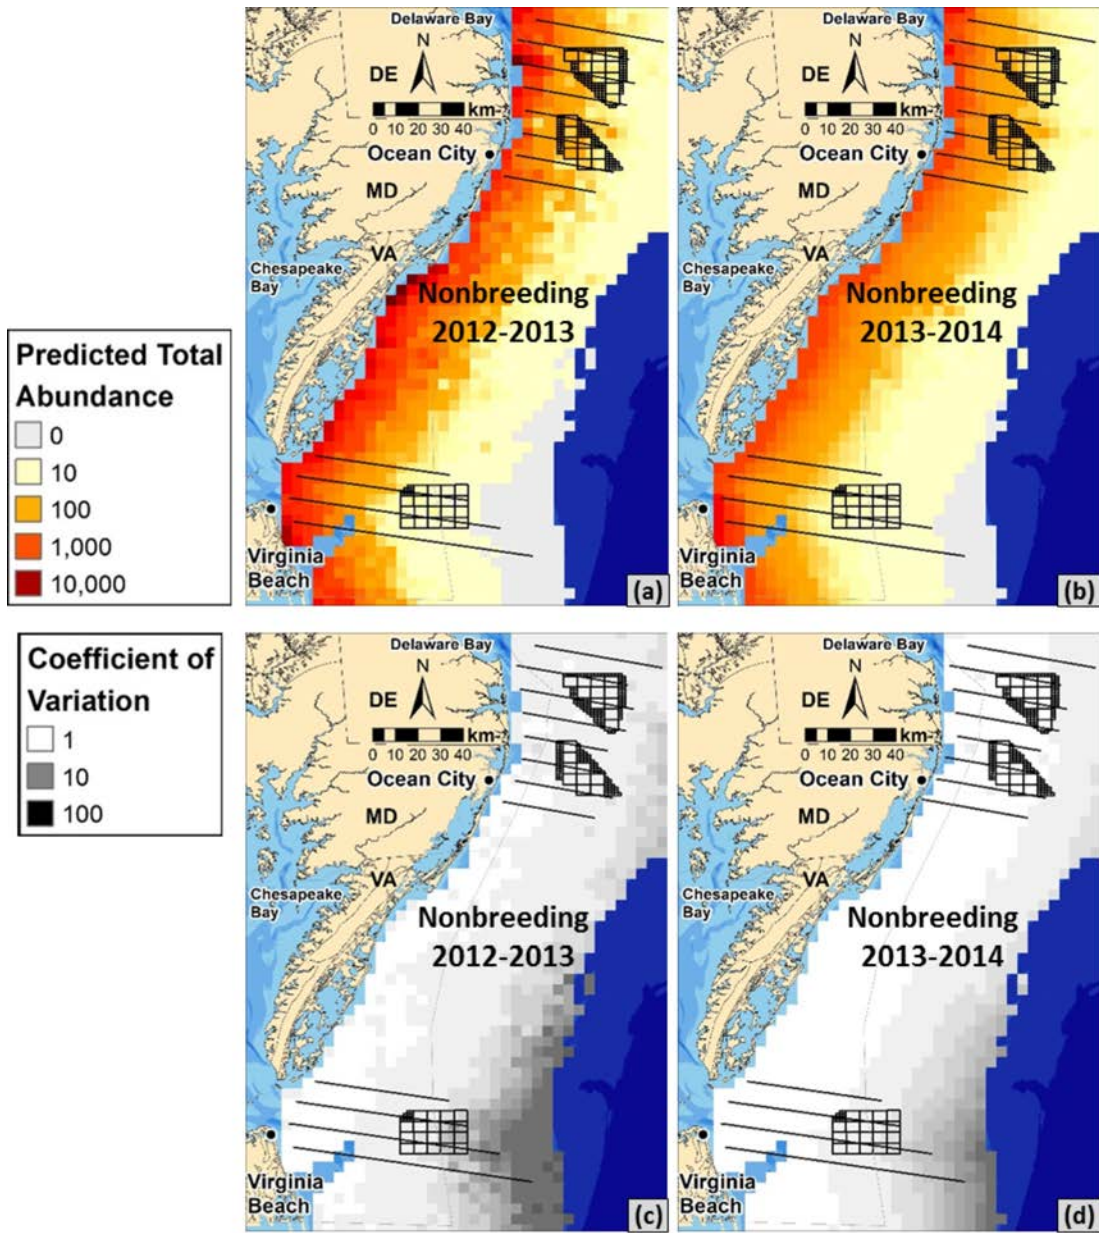 Predicted Total
Abundance
0
10
100
1,000
10,000
Delaware Bay
N
DE
km
0 10 20 30 40
Ocean City
MD
VA
Chesapeake
Bay
Nonbreeding
2012-2013
Virginia
Beach
(a)
Delaware Bay
N
DE
km
0 10 20 30 40
Ocean City
MD
VA
Chesapeake
Bay
Nonbreeding
2013-2014
Virginia
Beach
(b)
Coefficient of
Variation
1
10
100
Delaware Bay
N
DE
km
0 10 20 30 40
Ocean City
MD
VA
Chesapeake
Bay
Nonbreeding
2012-2013
Virginia
Beach
(c)
Delaware Bay
N
DE
km
0 10 20 30 40
Ocean City
MD
VA
Chesapeake
Bay
Nonbreeding
2013-2014
Virginia
Beach
(d)